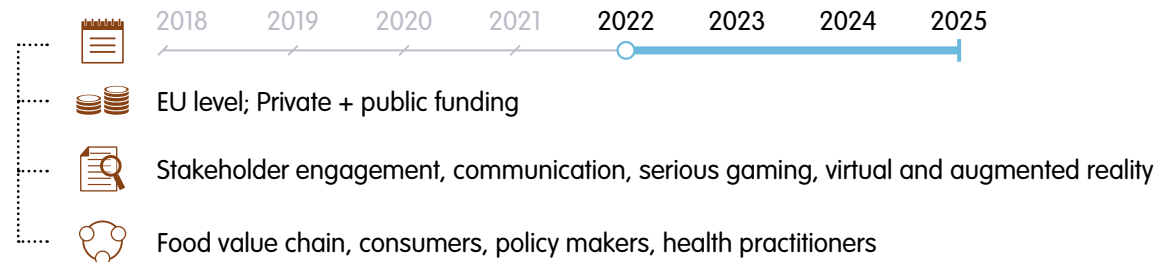 2018 2019 2020 2021 2022 2023 2024 2025
EU level; Private + public funding
Stakeholder engagement, communication, serious gaming, virtual and augmented reality
Food value chain, consumers, policy makers, health practitioners